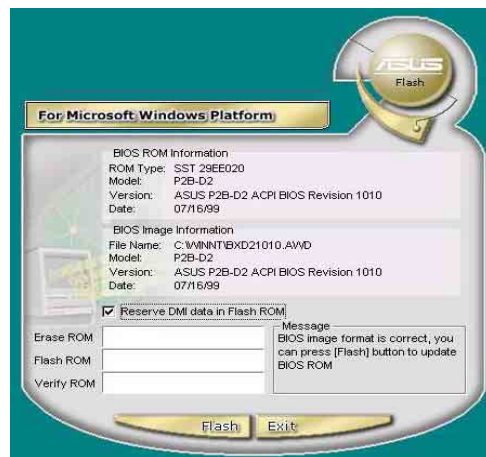 ASUS
Flash
For Microsoft Windows Platform
BIOS ROM Information
ROM Type: SST 29EE020
Model: P2B-D2
Version: ASUS P2B-D2 ACPI BIOS Revision 1010
Date: 07/16/99
BIOS Image Information
File Name: C:\WINNT\BXD21010.AWD
Model: P2B-D2
Version: ASUS P2B-D2 ACPI BIOS Revision 1010
Date: 07/16/99
Reserve DMI data in Flash ROM
Erase ROM
Flash ROM
Verify ROM
Message
BIOS image format is correct, you
can press [Flash] button to update
BIOS ROM
Flash Exit